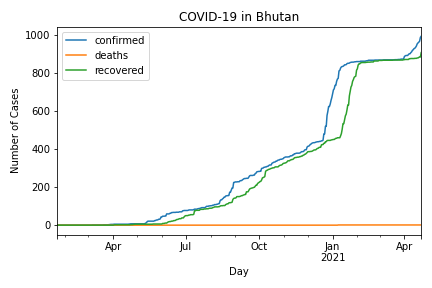 COVID-19 in Bhutan
confirmed
deaths
recovered
Number of Cases
1000
800
600
400
200
0
Apr
Jul
Oct
Jan
2021
Apr
Day